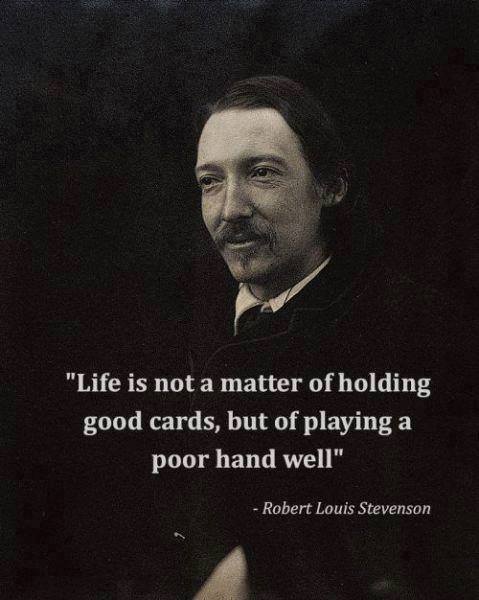 "Life is not a matter of holding
good cards, but of playing a
poor hand well"
- Robert Louis Stevenson